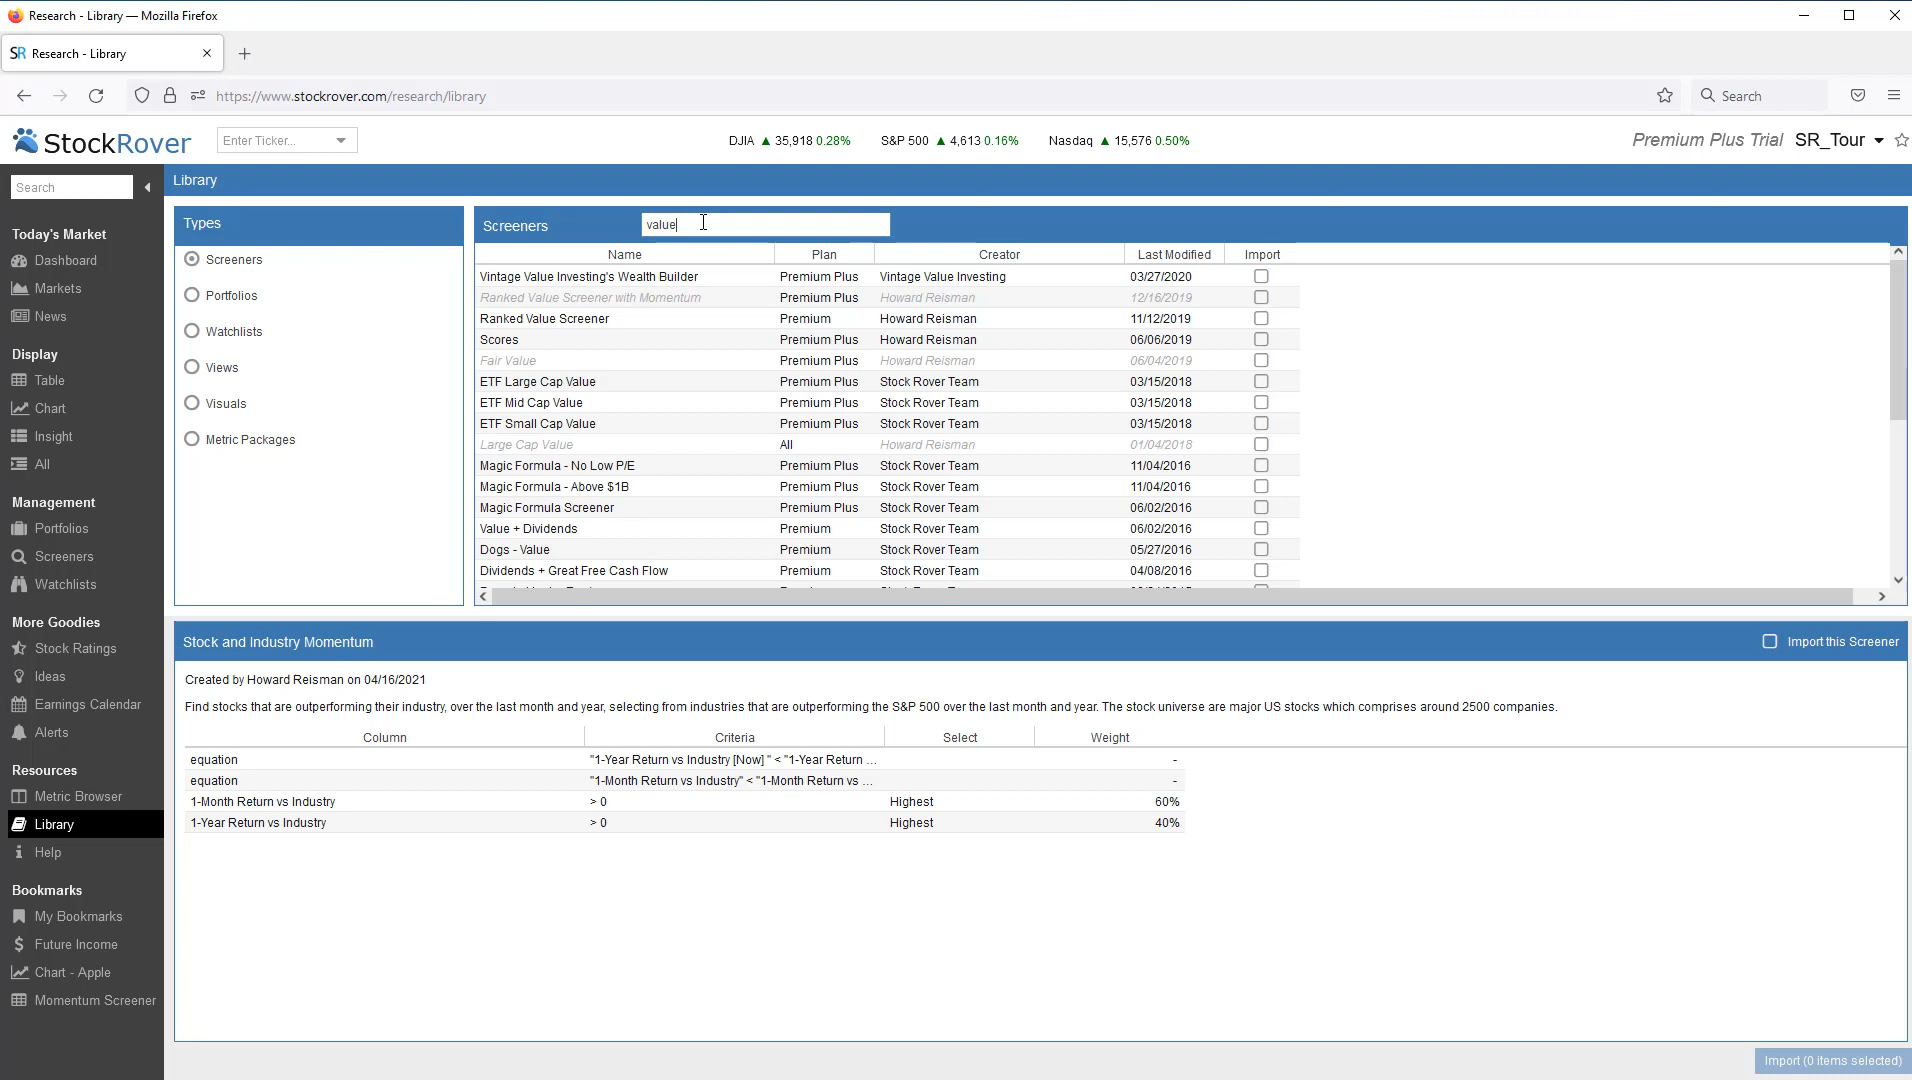 Research - Library — Mozilla Firefox
SR Research - Library
https://www.stockrover.com/research/library
Search
StockRover
Enter Ticker...
DJIA ▲ 35,918 0.28% S&P 500 ▲ 4,613 0.16% Nasdaq ▲ 15,576 0.50%
Premium Plus Trial SR_Tour
Search
Today's Market
Dashboard
Markets
News
Display
Table
Chart
Insight
All
Management
Portfolios
Screeners
Watchlists
More Goodies
Stock Ratings
Ideas
Earnings Calendar
Alerts
Resources
Metric Browser
Library
Help
Bookmarks
My Bookmarks
Future Income
Chart - Apple
Momentum Screener
Library
Types
Screeners
Portfolios
Watchlists
Views
Visuals
Metric Packages
Screeners value
Name Plan Creator Last Modified Import
Vintage Value Investing's Wealth Builder Premium Plus Vintage Value Investing 03/27/2020
Ranked Value Screener with Momentum Premium Plus Howard Reisman 12/16/2019
Ranked Value Screener Premium Howard Reisman 11/12/2019
Scores Premium Plus Howard Reisman 06/06/2019
Fair Value Premium Plus Howard Reisman 06/04/2019
ETF Large Cap Value Premium Plus Stock Rover Team 03/15/2018
ETF Mid Cap Value Premium Plus Stock Rover Team 03/15/2018
ETF Small Cap Value Premium Plus Stock Rover Team 03/15/2018
Large Cap Value All Howard Reisman 01/04/2018
Magic Formula - No Low P/E Premium Plus Stock Rover Team 11/04/2016
Magic Formula - Above $1B Premium Plus Stock Rover Team 11/04/2016
Magic Formula Screener Premium Plus Stock Rover Team 06/02/2016
Value + Dividends Premium Stock Rover Team 06/02/2016
Dogs - Value Premium Stock Rover Team 05/27/2016
Dividends + Great Free Cash Flow Premium Stock Rover Team 04/08/2016
Stock and Industry Momentum
Import this Screener
Created by Howard Reisman on 04/16/2021
Find stocks that are outperforming their industry, over the last month and year, selecting from industries that are outperforming the S&P 500 over the last month and year. The stock universe are major US stocks which comprises around 2500 companies.
Column Criteria Select Weight
equation "1-Year Return vs Industry [Now] " < "1-Year Return ... -
equation "1-Month Return vs Industry" < "1-Month Return vs ... -
1-Month Return vs Industry > 0 Highest 60%
1-Year Return vs Industry > 0 Highest 40%
Import (0 items selected)